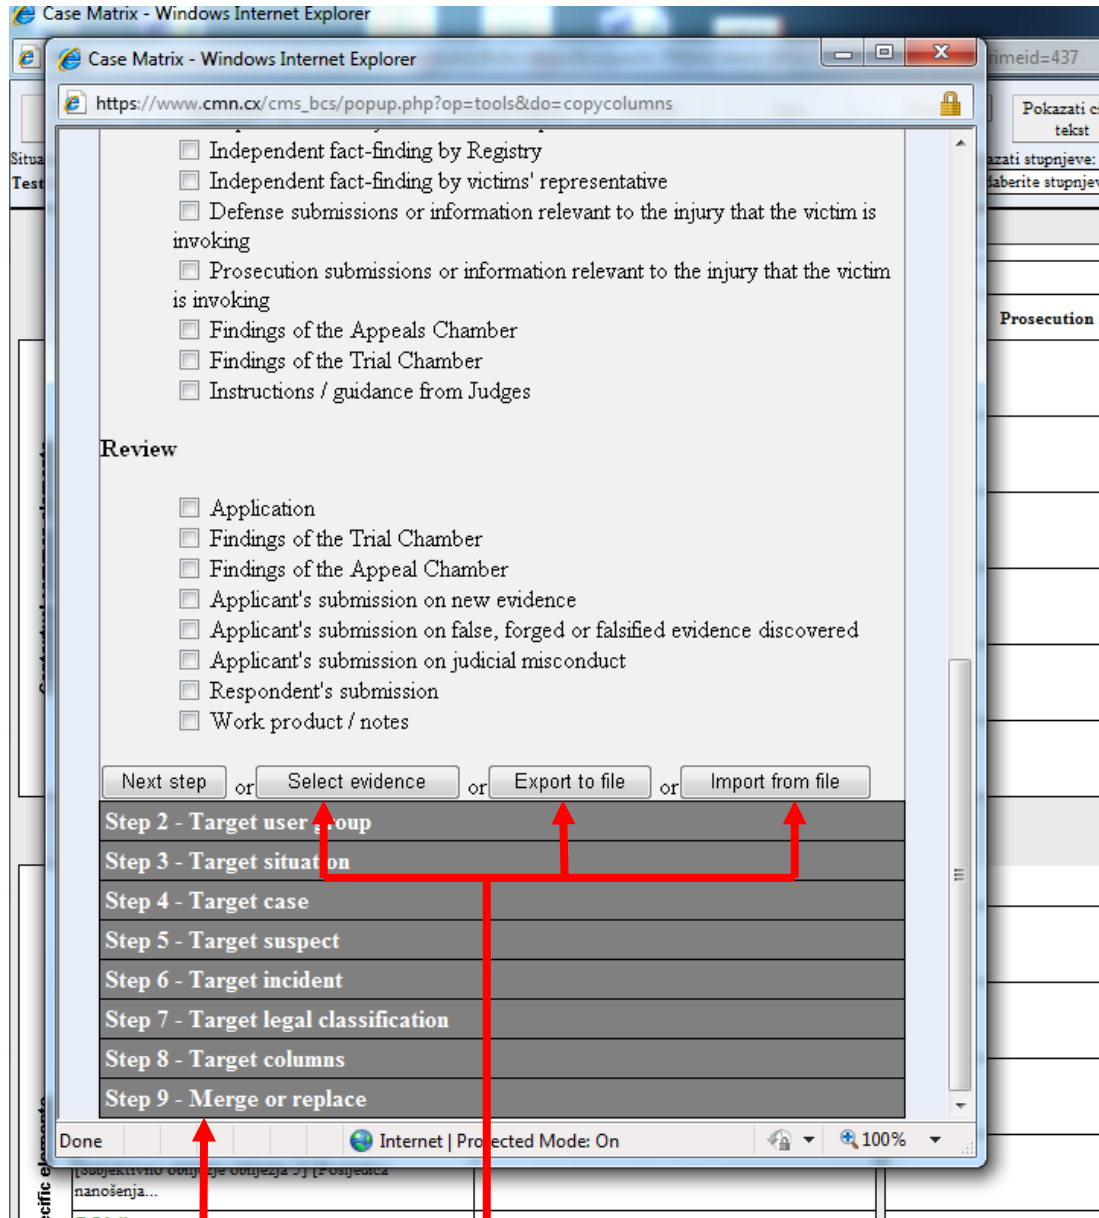 Case Matrix - Windows Internet Explorer
Case Matrix - Windows Internet Explorer
rimeid=437
https://www.cmn.cx/cms_bcs/popup.php?op=tools&do=copycolumns
Pokazati
tekst
Situa
azati stupnjeve:
Test
Independent fact-finding by Registry
Independent fact-finding by victims' representative
Defense submissions or information relevant to the injury that the victim is
invoking
Prosecution submissions or information relevant to the injury that the victim
is invoking
Prosecution
Findings of the Appeals Chamber
Findings of the Trial Chamber
Instructions / guidance from Judges
Review
Application
Findings of the Trial Chamber
Findings of the Appeal Chamber
Applicant's submission on new evidence
Applicant's submission on false, forged or falsified evidence discovered
Applicant's submission on judicial misconduct
Respondent's submission
Work product / notes
Next step or Select evidence or Export to file or Import from file
Step 2 - Target user group
Step 3 - Target situation
Step 4 - Target case
Step 5 - Target suspect
Step 6 - Target incident
Step 7 - Target legal classification
Step 8 - Target columns
Step 9 - Merge or replace
Done Internet | Protected Mode: On 100%
nanošenja...